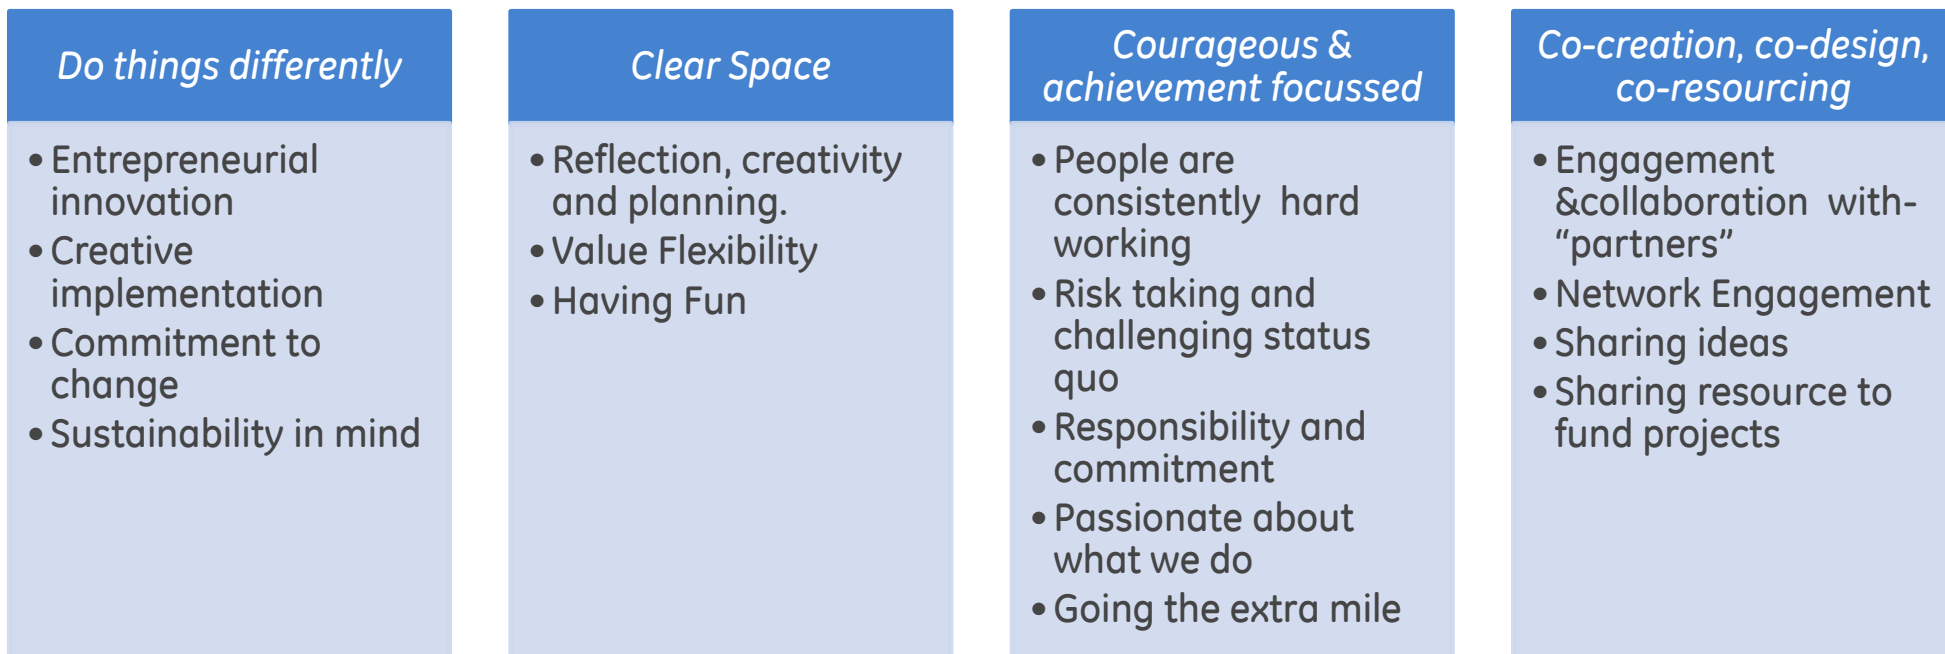 Do things differently
• Entrepreneurial
innovation
• Creative
implementation
• Commitment to
change
• Sustainability in mind
Clear Space
• Reflection, creativity
and planning.
• Value Flexibility
• Having Fun
Courageous &
achievement focussed
• People are
consistently  hard
working
• Risk taking and
challenging status
quo
• Responsibility and
commitment
• Passionate about
what we do
• Going the extra mile
Co-creation, co-design,
co-resourcing
• Engagement
&collaboration  with-
“partners”
• Network Engagement
• Sharing ideas
• Sharing resource to
fund projects